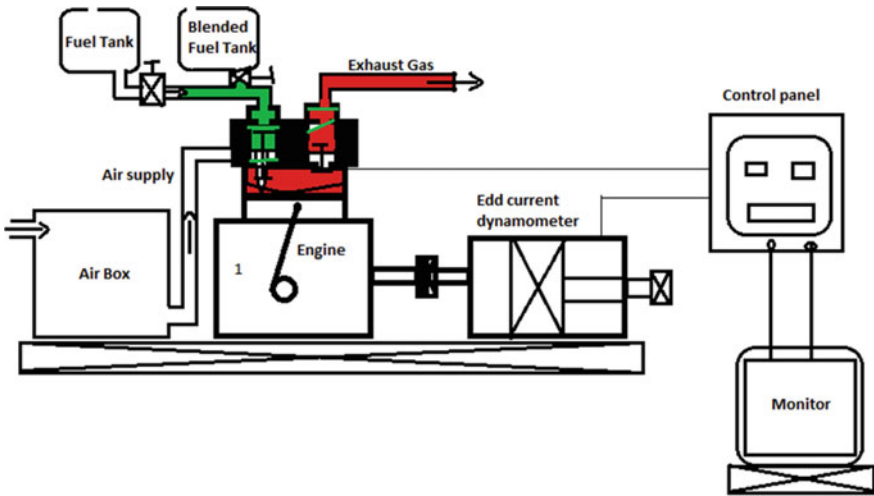 Fuel Tank
Blended
Fuel Tank
Exhaust Gas
Control panel
Air supply
Edd current
dynamometer
Engine
1
Air Box
Monitor